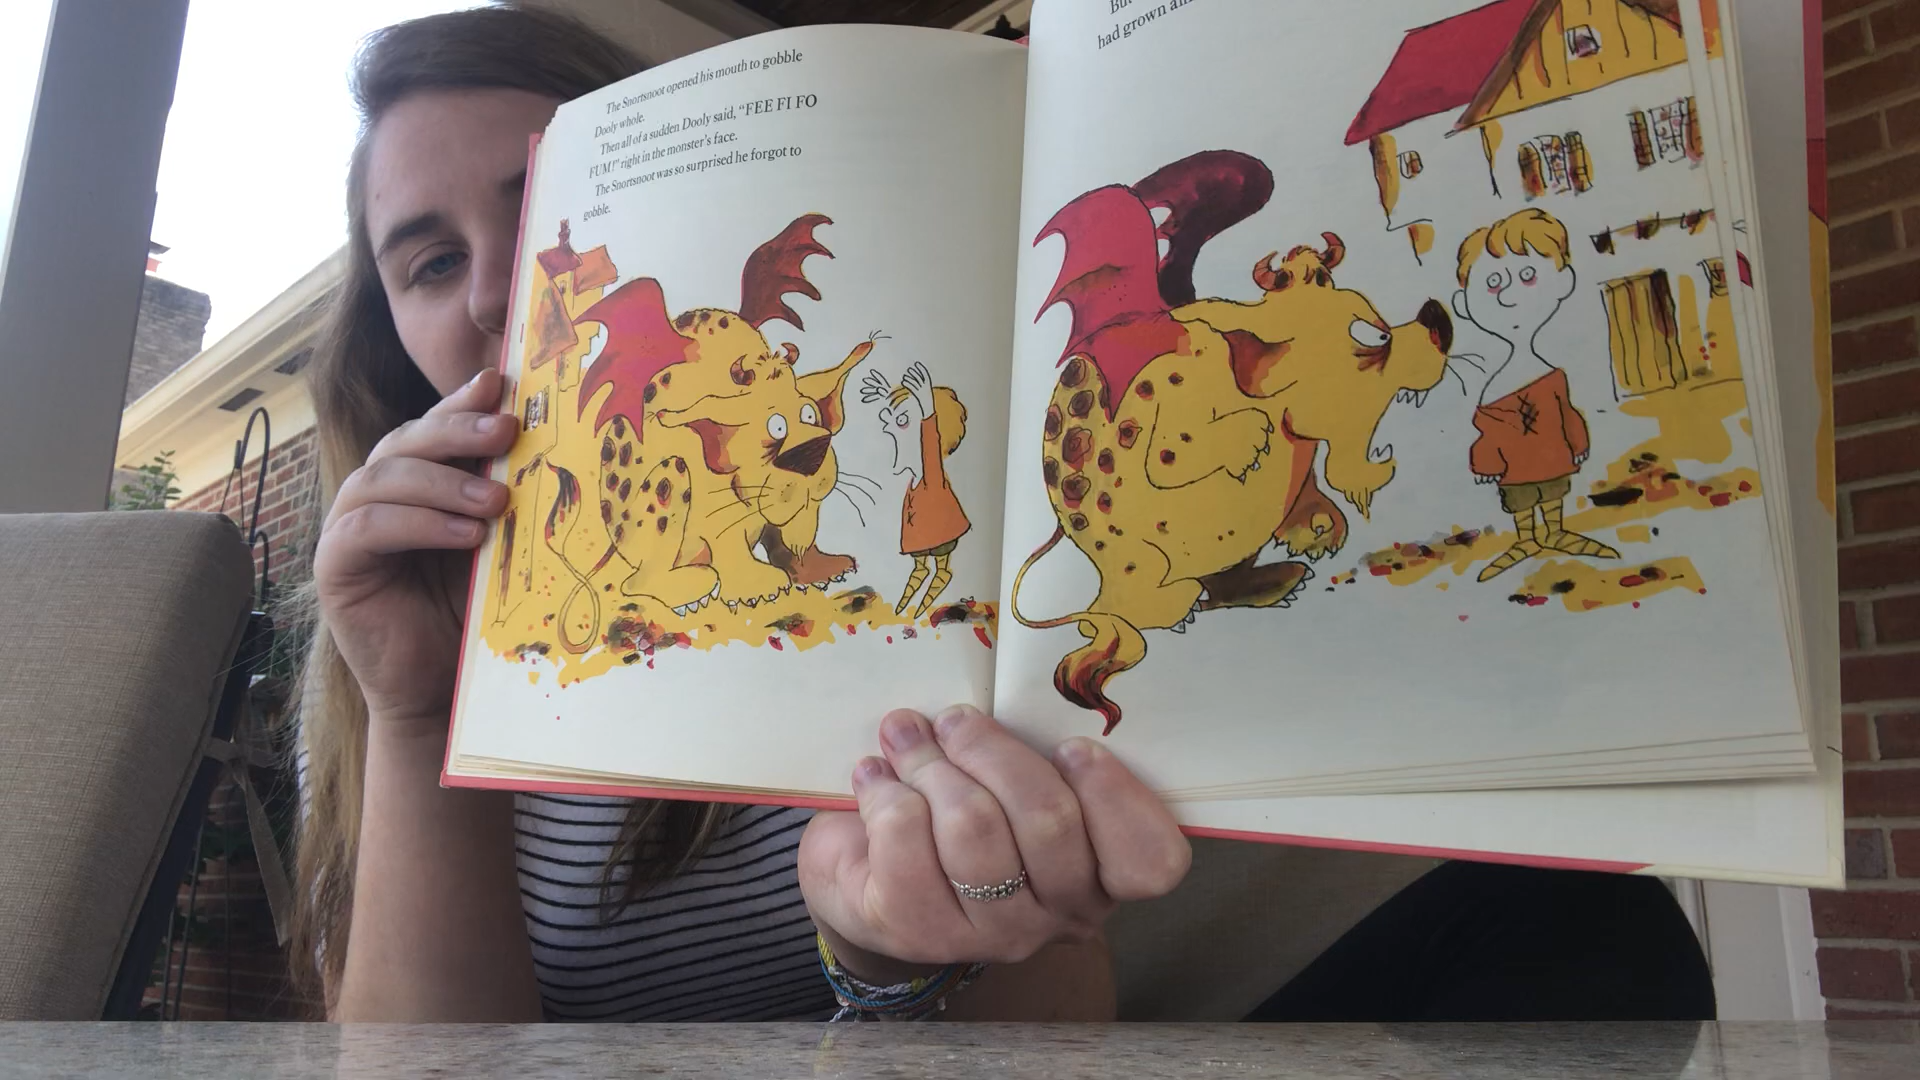 The Snortsnoot opened his mouth to gobble
Dooly whole.
Then all of a sudden Dooly said, “FEE FI FO
FUM!” right in the monster's face.
The Snortsnoot was so surprised he forgot to
gobble.
had grown